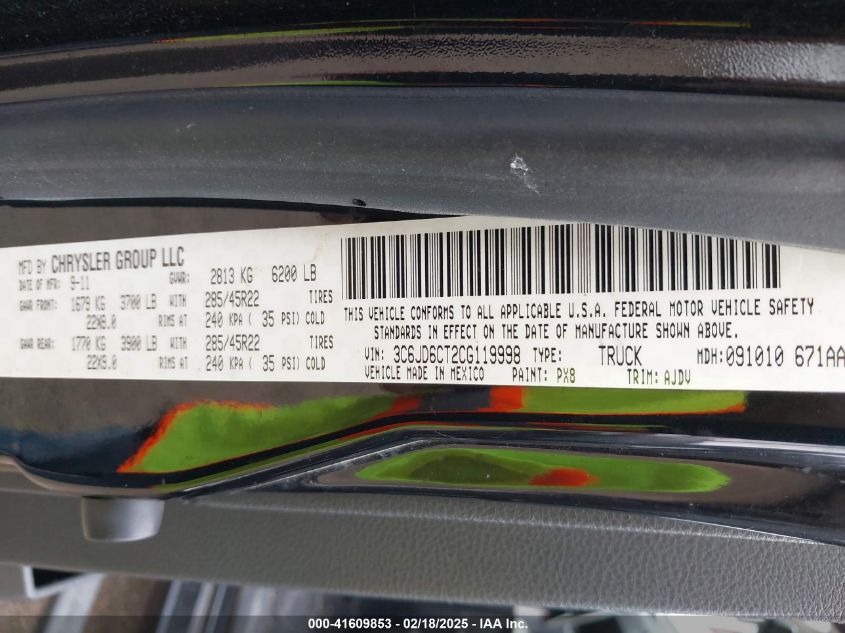 MFD BY CHRYSLER GROUP LLC
DATE OF MFR: 9-11 GVWR: 2813 KG 6200 LB
GAWR FRONT: 1679 KG 3700 LB WITH 285/45R22 TIRES
22X9.0 RIMS AT 240 KPA ( 35 PSI) COLD
GAWR REAR: 1770 KG 3900 LB WITH 285/45R22 TIRES
22X9.0 RIMS AT 240 KPA ( 35 PSI) COLD
THIS VEHICLE CONFORMS TO ALL APPLICABLE U.S.A. FEDERAL MOTOR VEHICLE SAFETY
STANDARDS IN EFFECT ON THE DATE OF MANUFACTURE SHOWN ABOVE.
VIN: 3C6JD6CT2CG119998 TYPE: TRUCK MDH: 091010 671AA
VEHICLE MADE IN MEXICO PAINT: PX8 TRIM: AJDV
000-41609853 / 02/18/2025 - IAA Inc.